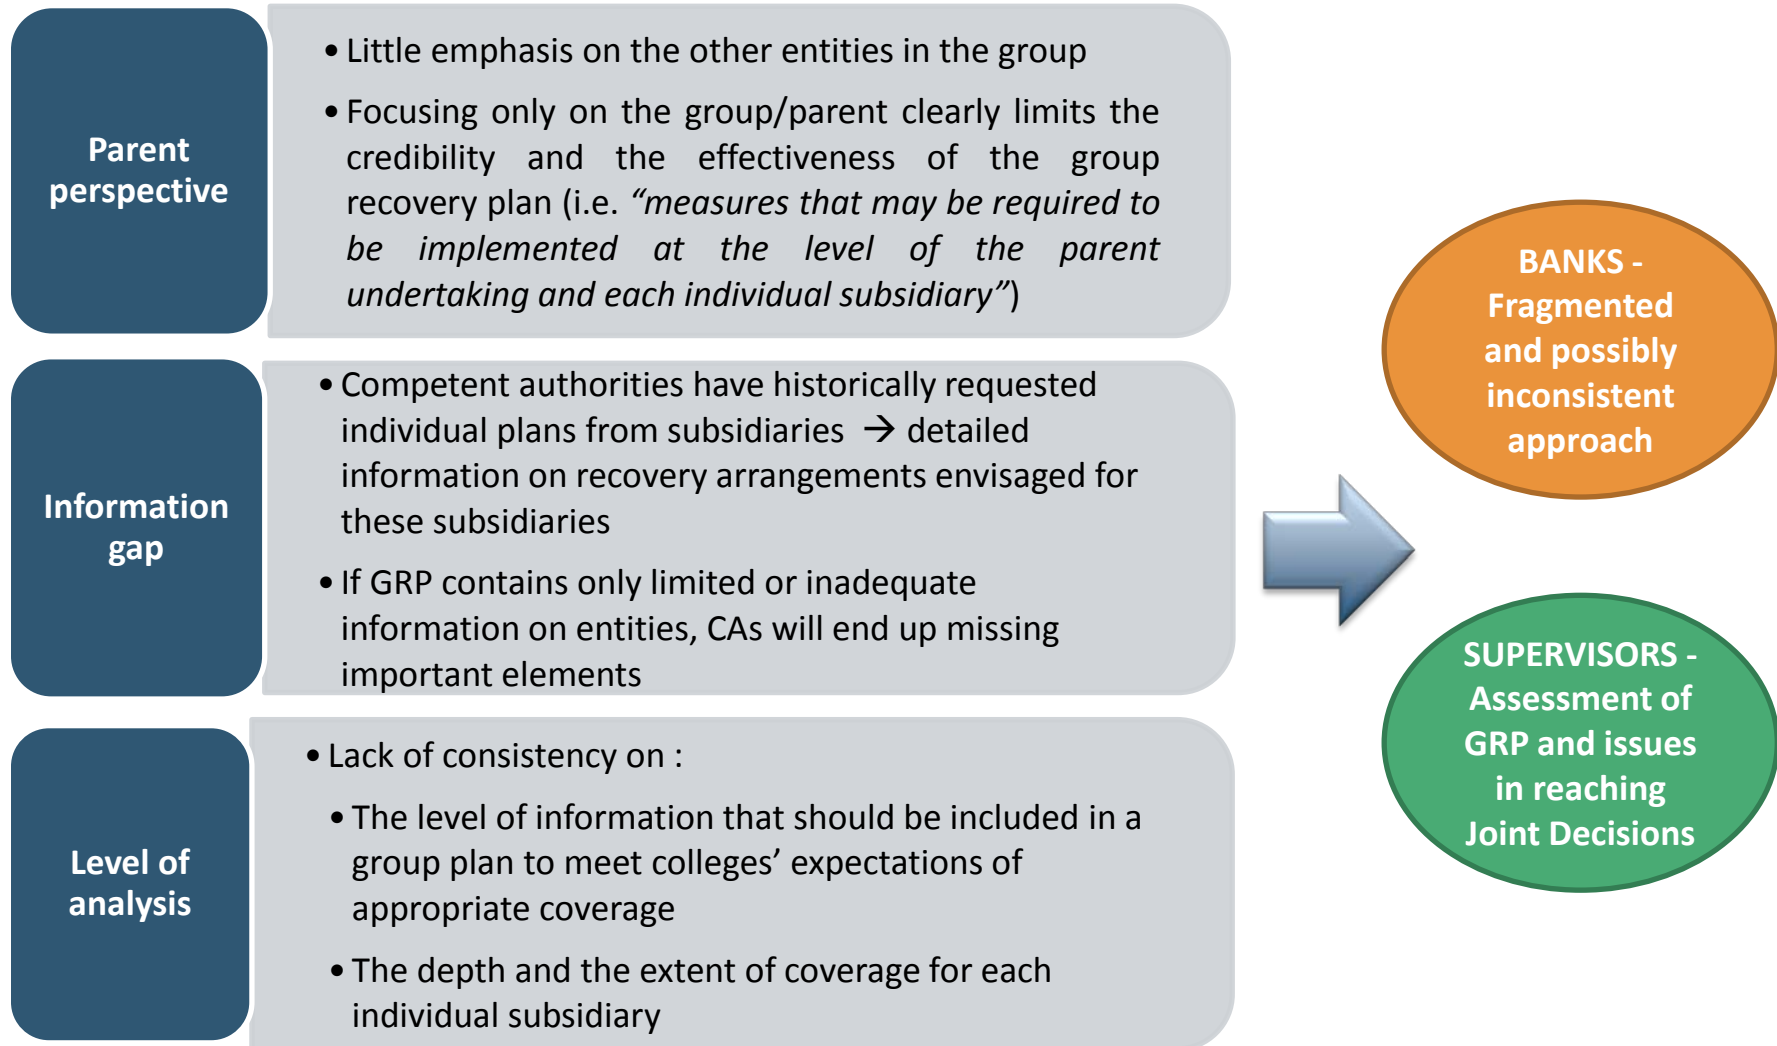 Parent
perspective
• Little emphasis on the other entities in the group
• Focusing only on the group/parent clearly limits the
credibility and the effectiveness of the group
recovery plan (i.e. “measures that may be required to
be implemented at the level of the parent
undertaking and each individual subsidiary”)
Information
gap
• Competent authorities have historically requested
individual plans from subsidiaries → detailed
information on recovery arrangements envisaged for
these subsidiaries
• If GRP contains only limited or inadequate
information on entities, CAs will end up missing
important elements
Level of
analysis
• Lack of consistency on :
• The level of information that should be included in a
group plan to meet colleges’ expectations of
appropriate coverage
• The depth and the extent of coverage for each
individual subsidiary
BANKS -
Fragmented
and possibly
inconsistent
approach
SUPERVISORS -
Assessment of
GRP and issues
in reaching
Joint Decisions